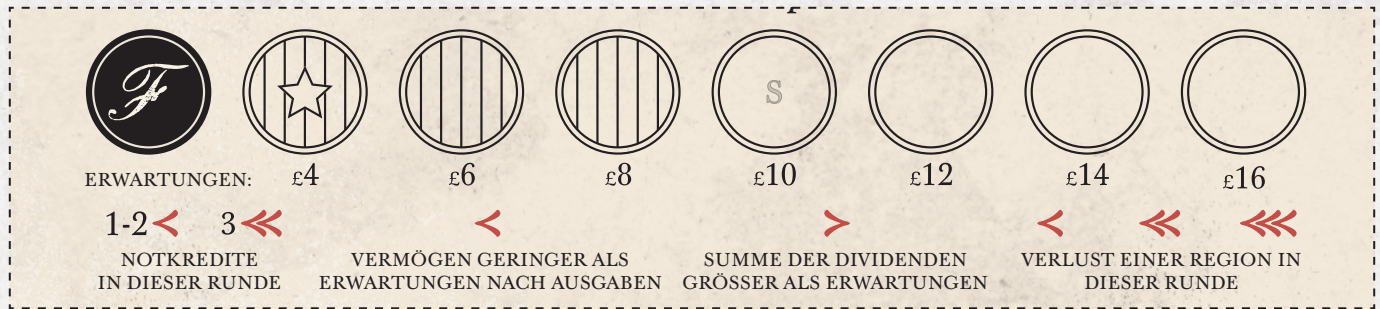 F
S
ERWARTUNGEN: £4 £6 £8 £10 £12 £14 £16
1-2 3
NOTKREDITE
IN DIESER RUNDE
VERMÖGEN GERINGER ALS
ERWARTUNGEN NACH AUSGABEN
SUMME DER DIVIDENDEN
GRÖSSER ALS ERWARTUNGEN
VERLUST EINER REGION IN
DIESER RUNDE